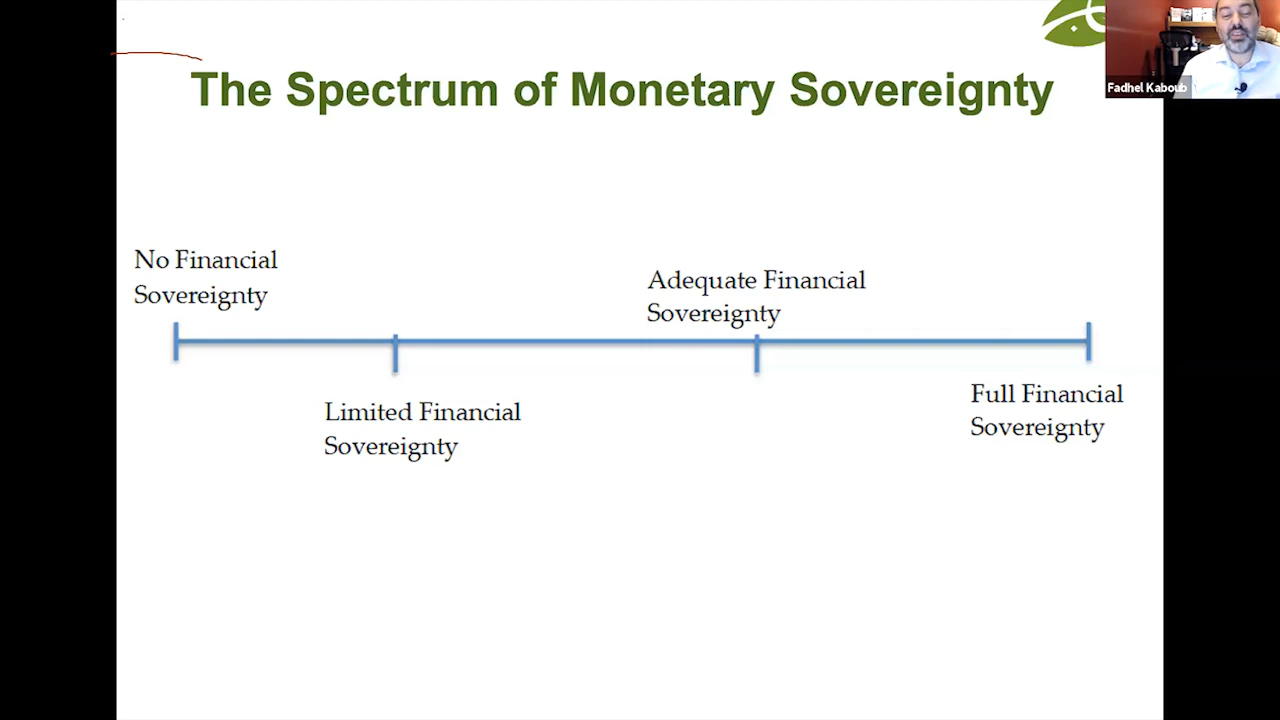 The Spectrum of Monetary Sovereignty
Fadhel Kaboub
No Financial
Sovereignty
Adequate Financial
Sovereignty
Limited Financial
Sovereignty
Full Financial
Sovereignty